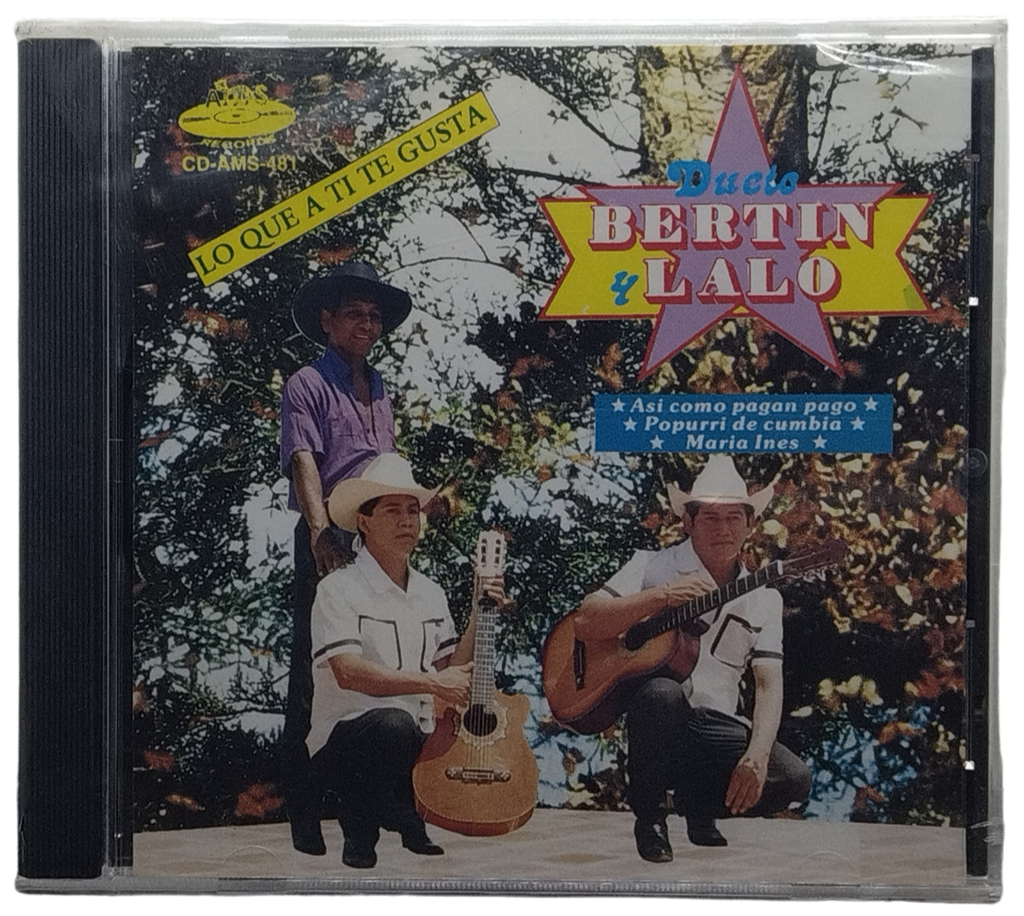 AMS
RECORDS
CD-AMS-481
LO QUE A TI TE GUSTA
Dueto
BERTIN
y LALO
★ Asi como pagan pago ★
★ Popurri de cumbia ★
★ Maria Ines ★